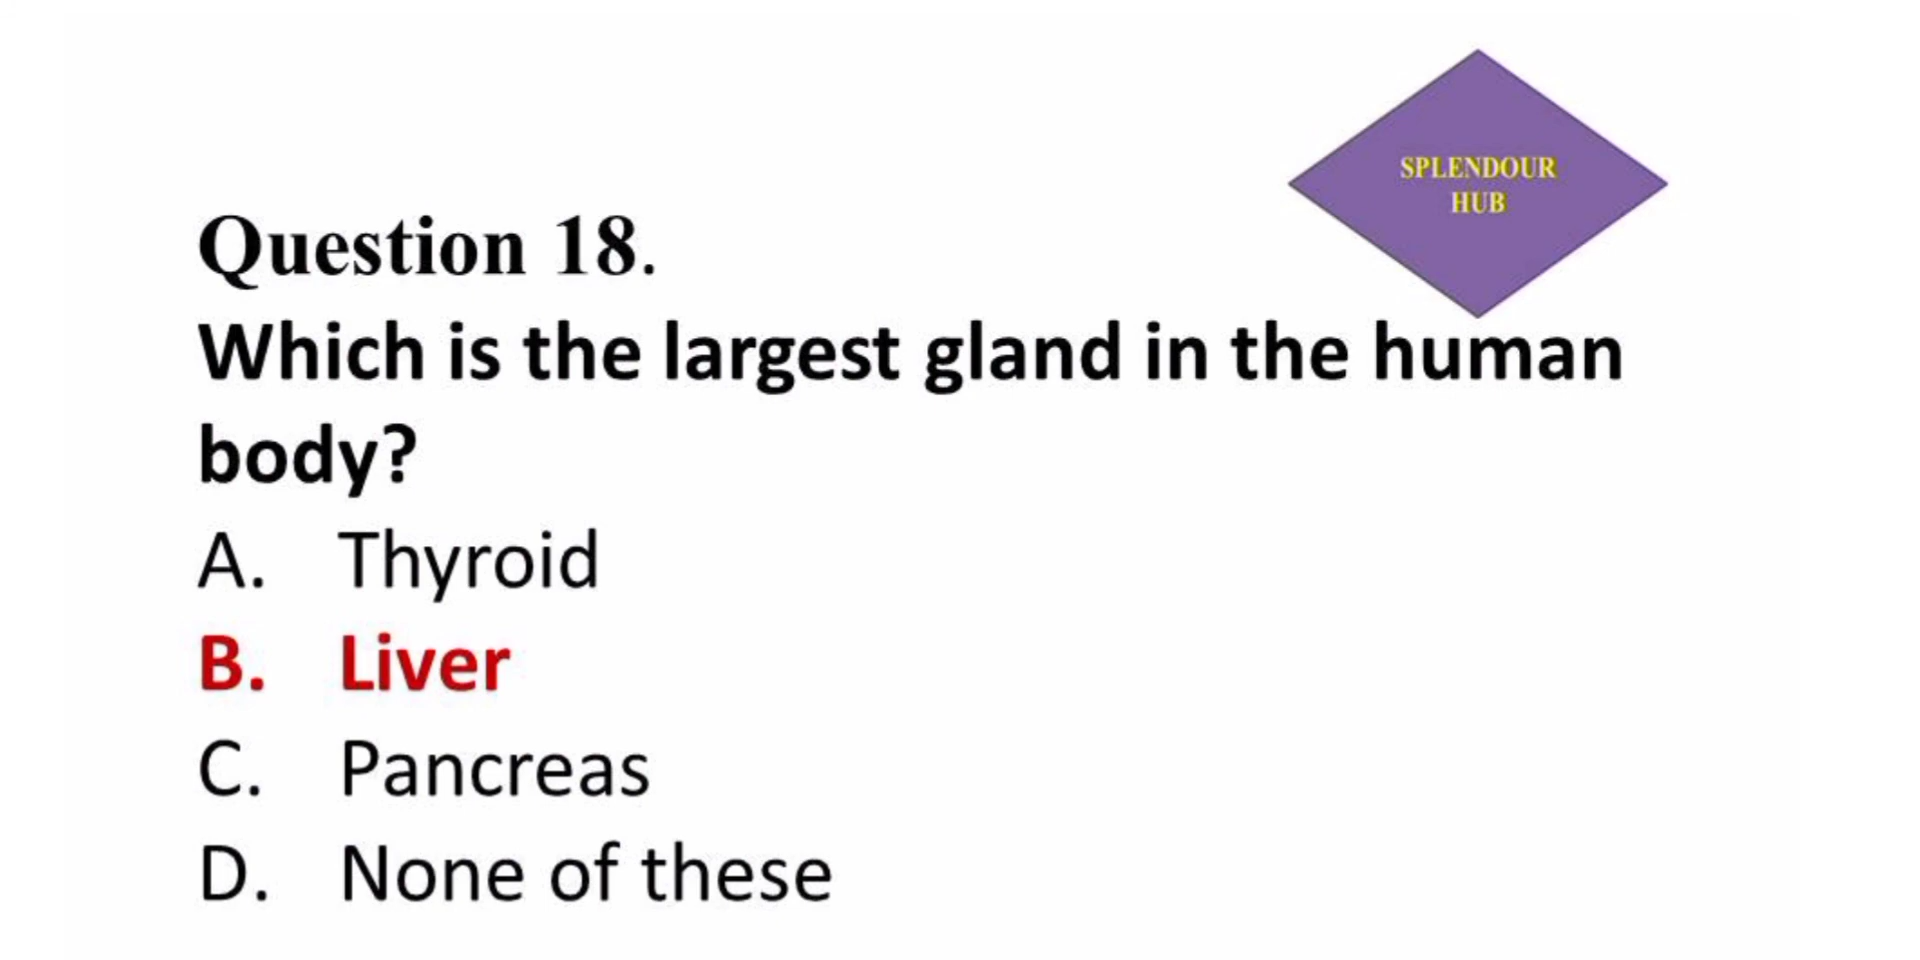 SPLENDOUR
HUB
Question 18.
Which is the largest gland in the human
body?
A. Thyroid
B. Liver
C. Pancreas
D. None of these